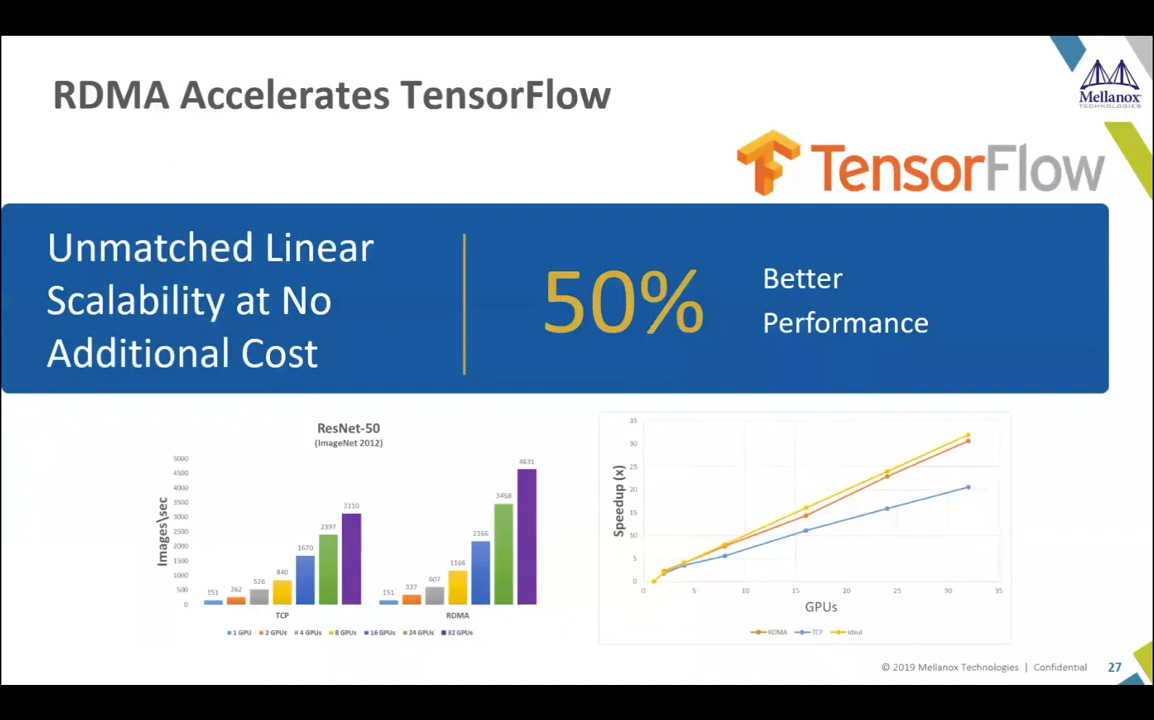 RDMA Accelerates TensorFlow
Mellanox
TECHNOLOGIES
TensorFlow
Unmatched Linear
Scalability at No
Additional Cost
50%
Better
Performance
ResNet-50
(ImageNet 2012)
Images\sec
5000
4500
4000
3500
3000
2500
2000
1500
1000
500
0
151
262
526
840
1670
2397
3110
151
337
607
1166
2166
3458
4631
TCP
RDMA
1 GPU
2 GPUs
4 GPUs
8 GPUs
16 GPUs
24 GPUs
32 GPUs
Speedup (x)
35
30
25
20
15
10
5
0
0
5
10
15
20
25
30
35
GPUs
RDMA
TCP
Ideal
© 2019 Mellanox Technologies | Confidential
27